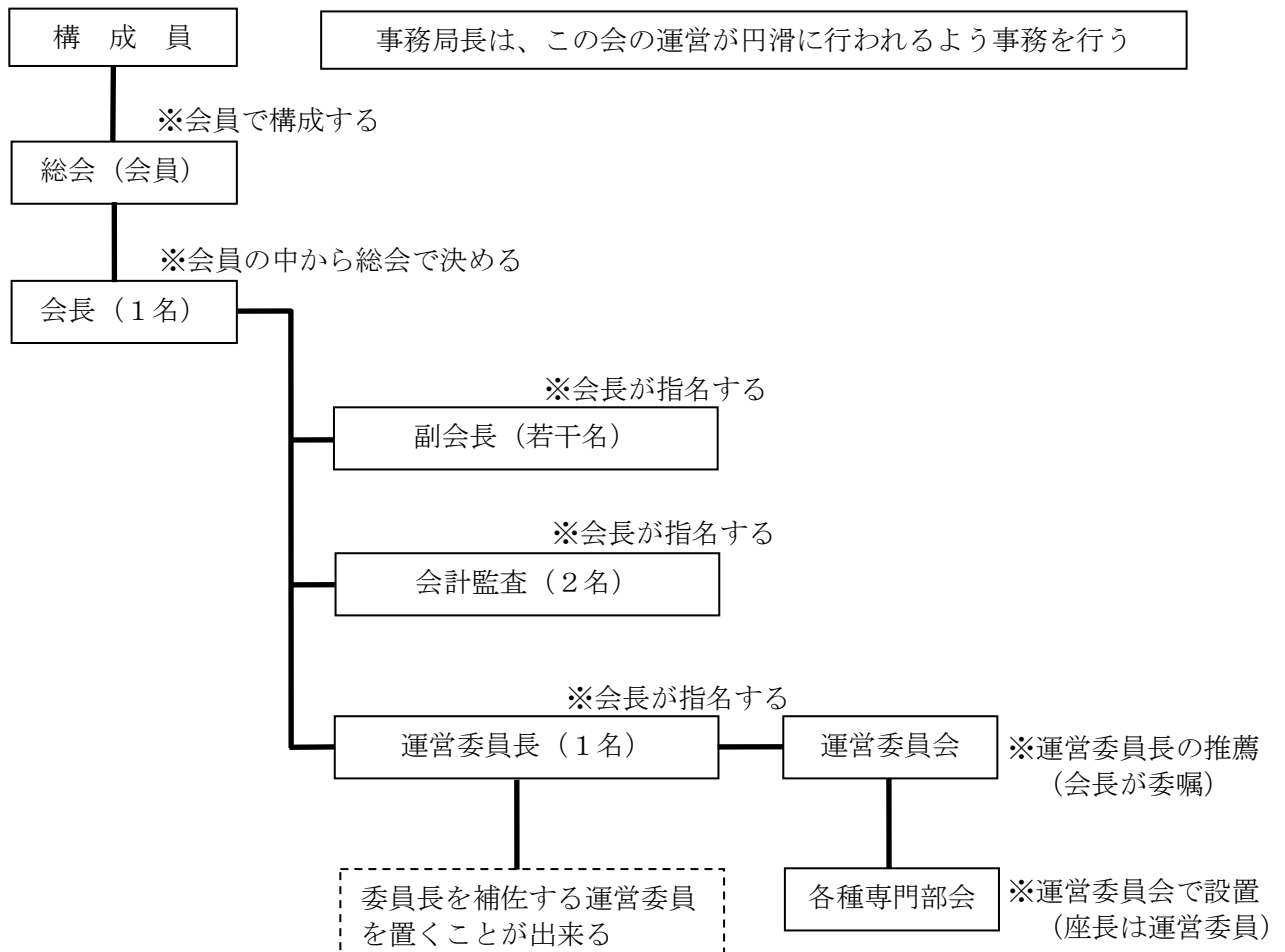 構　成　員
事務局長は、この会の運営が円滑に行われるよう事務を行う
※会員で構成する
総会（会員）
※会員の中から総会で決める
会長（１名）
※会長が指名する
副会長（若干名）
※会長が指名する
会計監査（２名）
※会長が指名する
運営委員長（１名）
運営委員会
※運営委員長の推薦
（会長が委嘱）
委員長を補佐する運営委員
を置くことが出来る
各種専門部会
※運営委員会で設置
（座長は運営委員）